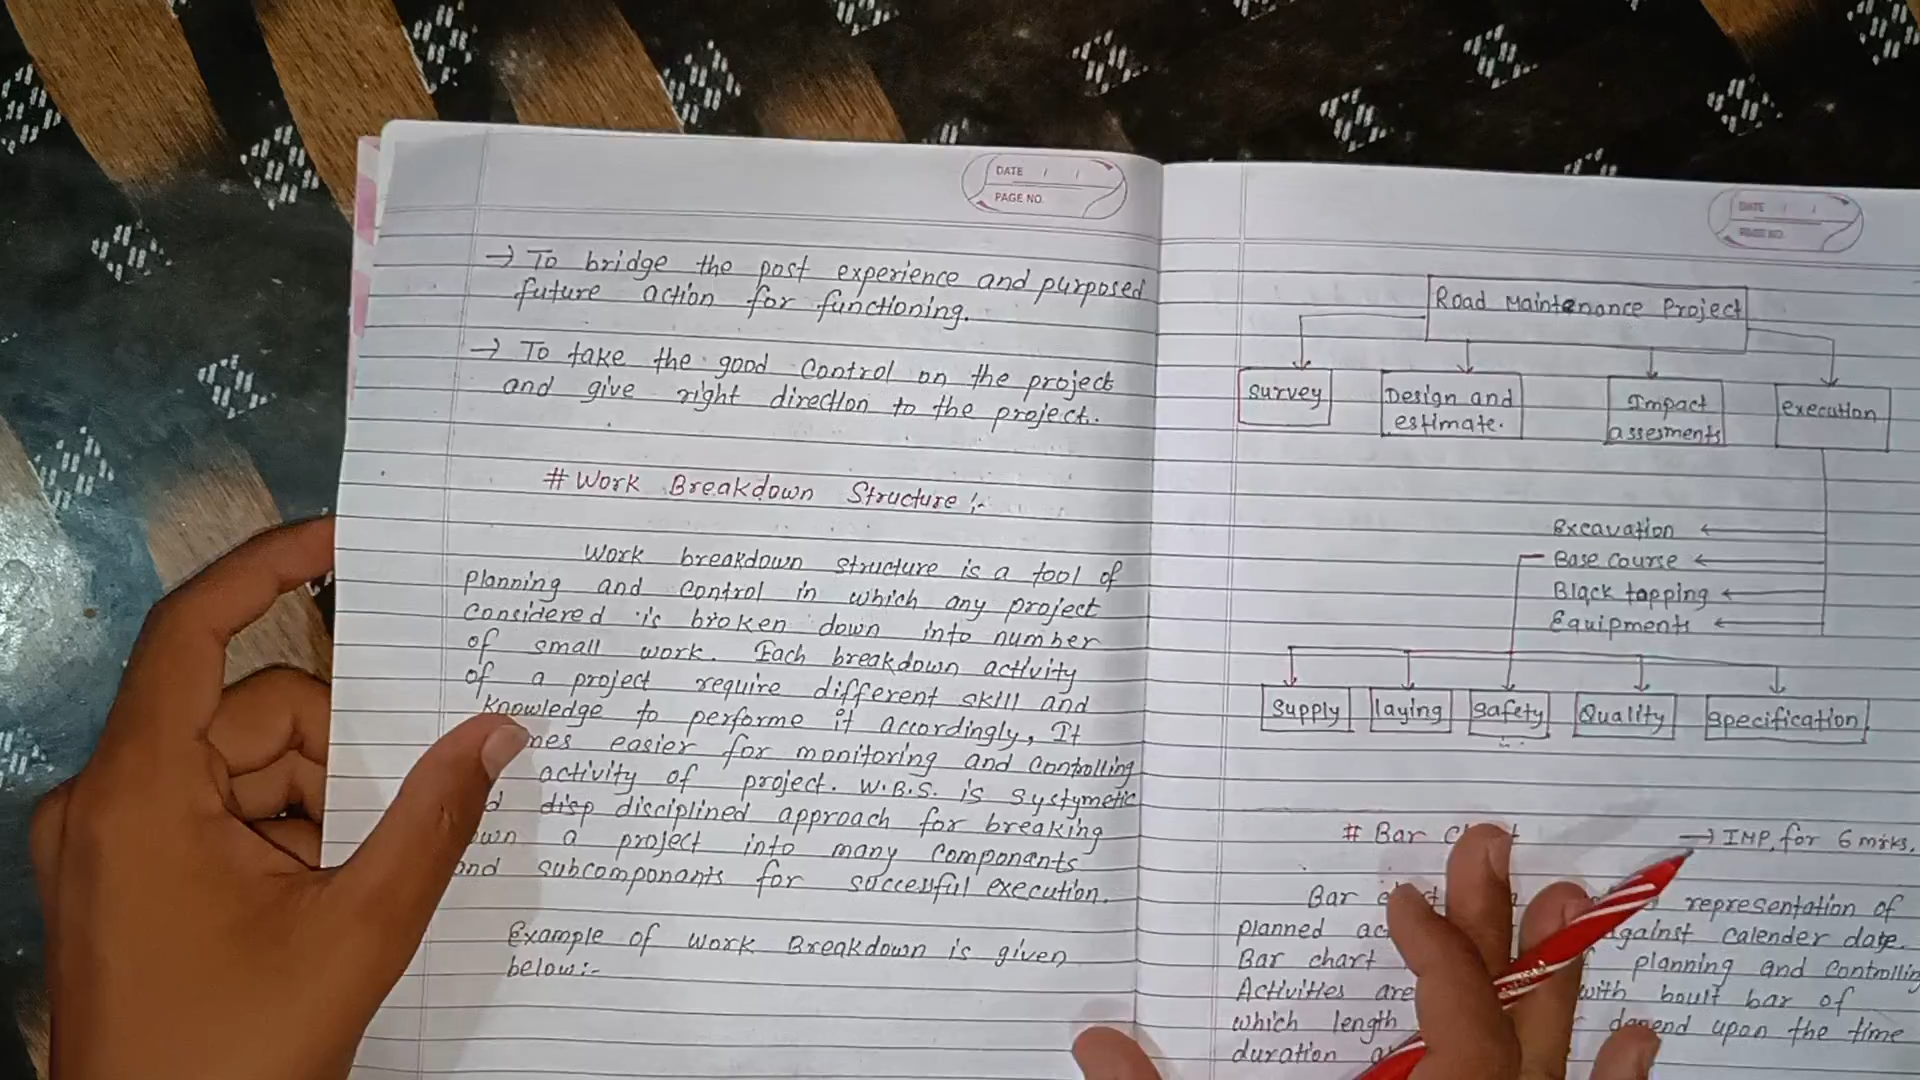 DATE / /
PAGE NO.
→ To bridge the past experience and purposed
future action for functioning.
→ To take the good control on the project
and give right direction to the project.
# Work Breakdown Structure :-
Work breakdown structure is a tool of
planning and control in which any project
considered is broken down into number
of small work. Each breakdown activity
of a project require different skill and
knowledge to performe it accordingly, It
easier for monitoring and controlling
activity of project. W.B.S. is systymetic
disp disciplined approach for breaking
a project into many componants
and subcomponants for successful execution.
Example of work Breakdown is given
below:-
DATE / /
PAGE NO.
Road Maintenance Project
Survey
Design and
estimate.
Impact
assesments
execution
Excavation
Base course
Black topping
Equipments
Supply
laying
safety
Quality
specification
# Bar
→ IMP. for 6 mrks.
Bar representation of
planned against calender date.
Bar chart planning and controlling
Activities are with boult bar of
which length depend upon the time
duration